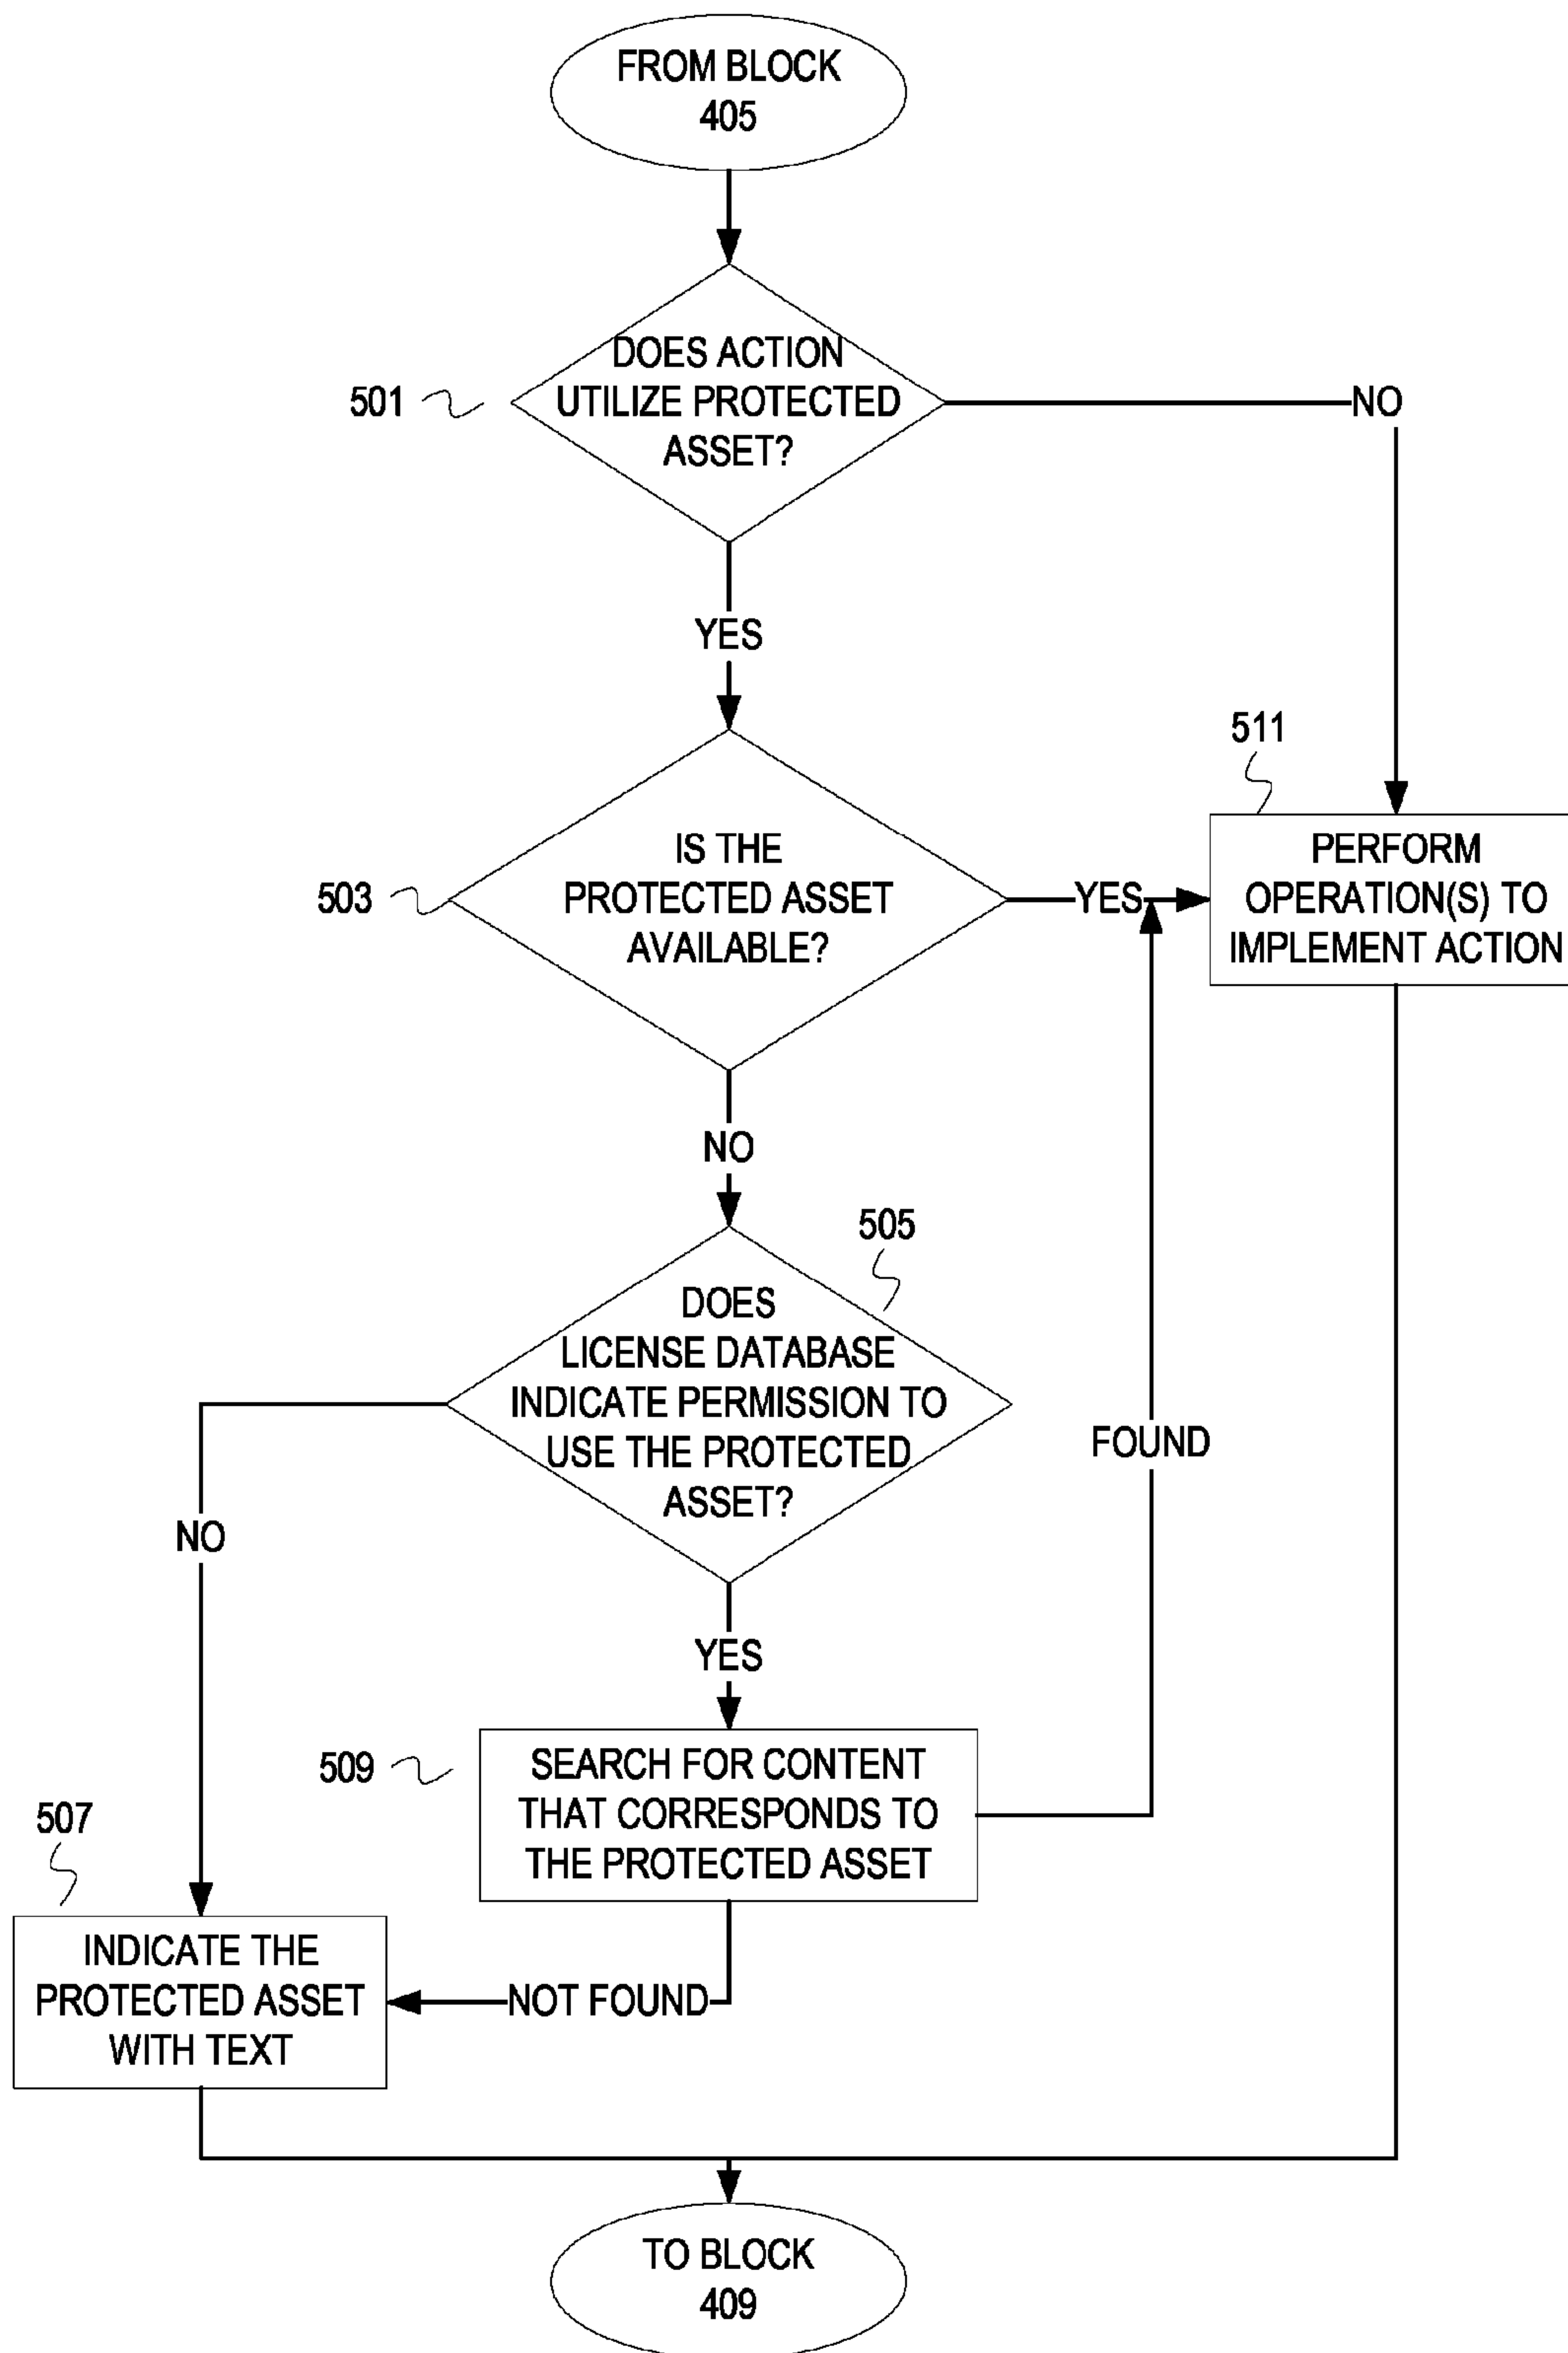 FROM BLOCK
405
501
DOES ACTION
UTILIZE PROTECTED
ASSET?
NO
YES
503
IS THE
PROTECTED ASSET
AVAILABLE?
YES
511
PERFORM
OPERATION(S) TO
IMPLEMENT ACTION
NO
505
DOES
LICENSE DATABASE
INDICATE PERMISSION TO
USE THE PROTECTED
ASSET?
FOUND
NO
YES
509
SEARCH FOR CONTENT
THAT CORRESPONDS TO
THE PROTECTED ASSET
507
INDICATE THE
PROTECTED ASSET
WITH TEXT
NOT FOUND
TO BLOCK
409